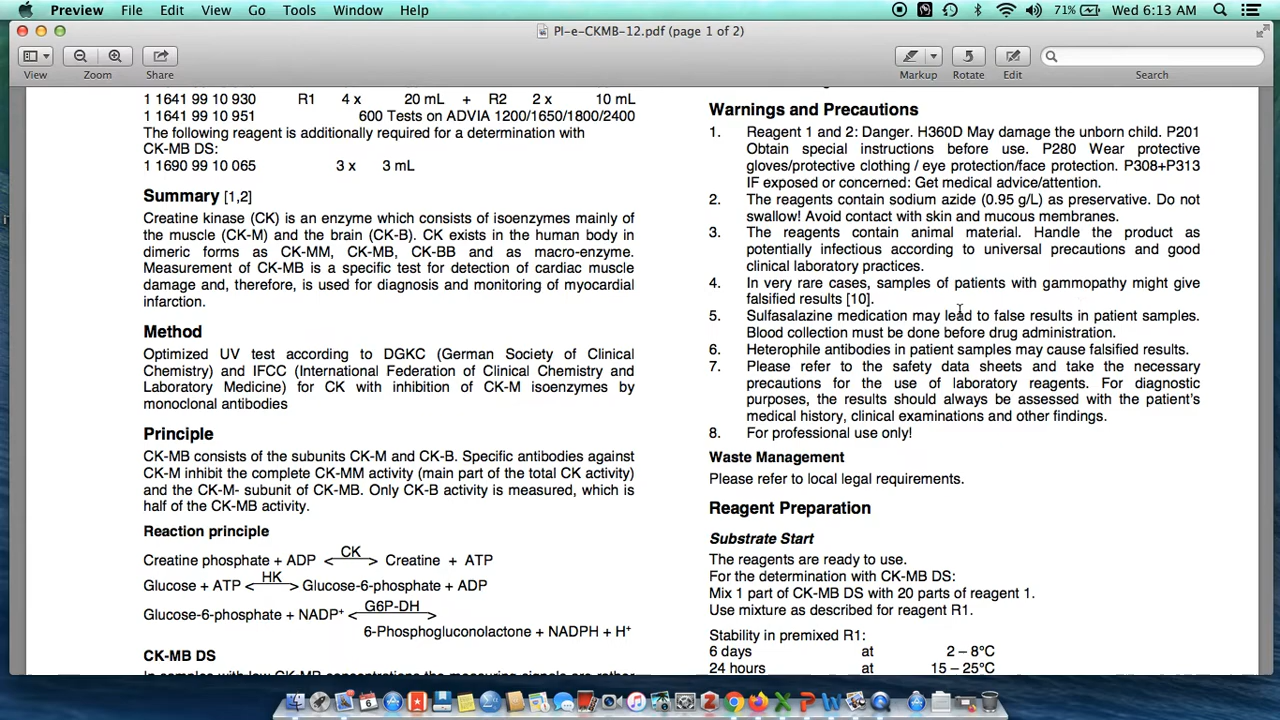 Preview File Edit View Go Tools Window Help 71% Wed 6:13 AM
PI-e-CKMB-12.pdf (page 1 of 2)
View Zoom Share Markup Rotate Edit Search
1 1641 99 10 930 R1 4 x 20 mL + R2 2 x 10 mL
1 1641 99 10 951 600 Tests on ADVIA 1200/1650/1800/2400
The following reagent is additionally required for a determination with
CK-MB DS:
1 1690 99 10 065 3 x 3 mL
Summary [1,2]
Creatine kinase (CK) is an enzyme which consists of isoenzymes mainly of
the muscle (CK-M) and the brain (CK-B). CK exists in the human body in
dimeric forms as CK-MM, CK-MB, CK-BB and as macro-enzyme.
Measurement of CK-MB is a specific test for detection of cardiac muscle
damage and, therefore, is used for diagnosis and monitoring of myocardial
infarction.
Method
Optimized UV test according to DGKC (German Society of Clinical
Chemistry) and IFCC (International Federation of Clinical Chemistry and
Laboratory Medicine) for CK with inhibition of CK-M isoenzymes by
monoclonal antibodies
Principle
CK-MB consists of the subunits CK-M and CK-B. Specific antibodies against
CK-M inhibit the complete CK-MM activity (main part of the total CK activity)
and the CK-M- subunit of CK-MB. Only CK-B activity is measured, which is
half of the CK-MB activity.
Reaction principle
CK
Creatine phosphate + ADP <—> Creatine + ATP
HK
Glucose + ATP <—> Glucose-6-phosphate + ADP
G6P-DH
Glucose-6-phosphate + NADP⁺ <—>
6-Phosphogluconolactone + NADPH + H⁺
CK-MB DS
In samples with low CK-MB concentrations the measuring signals are rather
Warnings and Precautions
1. Reagent 1 and 2: Danger. H360D May damage the unborn child. P201
Obtain special instructions before use. P280 Wear protective
gloves/protective clothing / eye protection/face protection. P308+P313
IF exposed or concerned: Get medical advice/attention.
2. The reagents contain sodium azide (0.95 g/L) as preservative. Do not
swallow! Avoid contact with skin and mucous membranes.
3. The reagents contain animal material. Handle the product as
potentially infectious according to universal precautions and good
clinical laboratory practices.
4. In very rare cases, samples of patients with gammopathy might give
falsified results [10].
5. Sulfasalazine medication may lead to false results in patient samples.
Blood collection must be done before drug administration.
6. Heterophile antibodies in patient samples may cause falsified results.
7. Please refer to the safety data sheets and take the necessary
precautions for the use of laboratory reagents. For diagnostic
purposes, the results should always be assessed with the patient's
medical history, clinical examinations and other findings.
8. For professional use only!
Waste Management
Please refer to local legal requirements.
Reagent Preparation
Substrate Start
The reagents are ready to use.
For the determination with CK-MB DS:
Mix 1 part of CK-MB DS with 20 parts of reagent 1.
Use mixture as described for reagent R1.
Stability in premixed R1:
6 days at 2 – 8°C
24 hours at 15 – 25°C